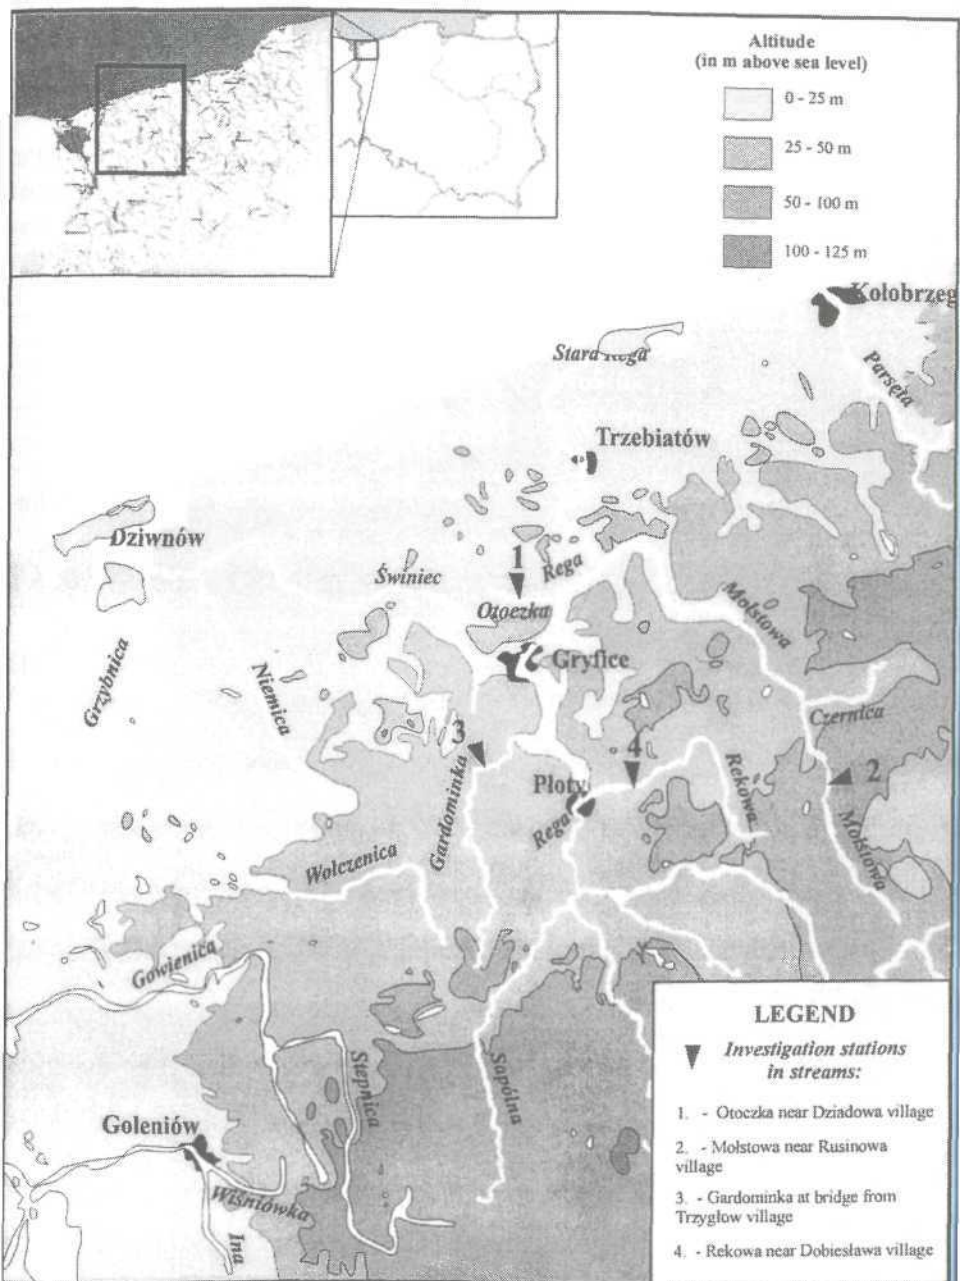 Altitude
(in m above sea level)
0 - 25 m
25 - 50 m
50 - 100 m
100 - 125 m
Kołobrzeg
Stara Rega
Parsęta
Trzebiatów
Dziwnów
Świniec
1
Rega
Otoczka
Mołstowa
Gryfice
Grzybnica
Niemica
Czernica
3
4
2
Płoty
Rekowa
Gardominka
Rega
Mołstowa
Wołczenica
Gowienica
Stepnica
Sapólna
Goleniów
Wiśniówka
Ina
LEGEND
Investigation stations
in streams:
1. - Otoczka near Dziadowa village
2. - Mołstowa near Rusinowa
village
3. - Gardominka at bridge from
Trzygłow village
4. - Rekowa near Dobiesława village